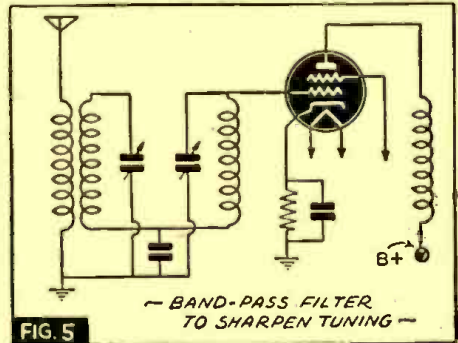 B+
~ BAND-PASS FILTER
TO SHARPEN TUNING ~
FIG. 5